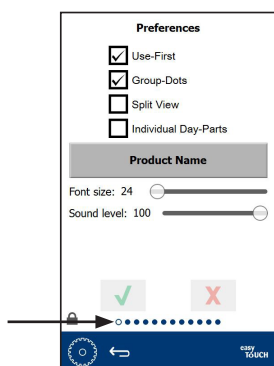 Preferences
Use-First
Group-Dots
Split View
Individual Day-Parts
Product Name
Font size: 24
Sound level: 100
X
easy
TÖUCH